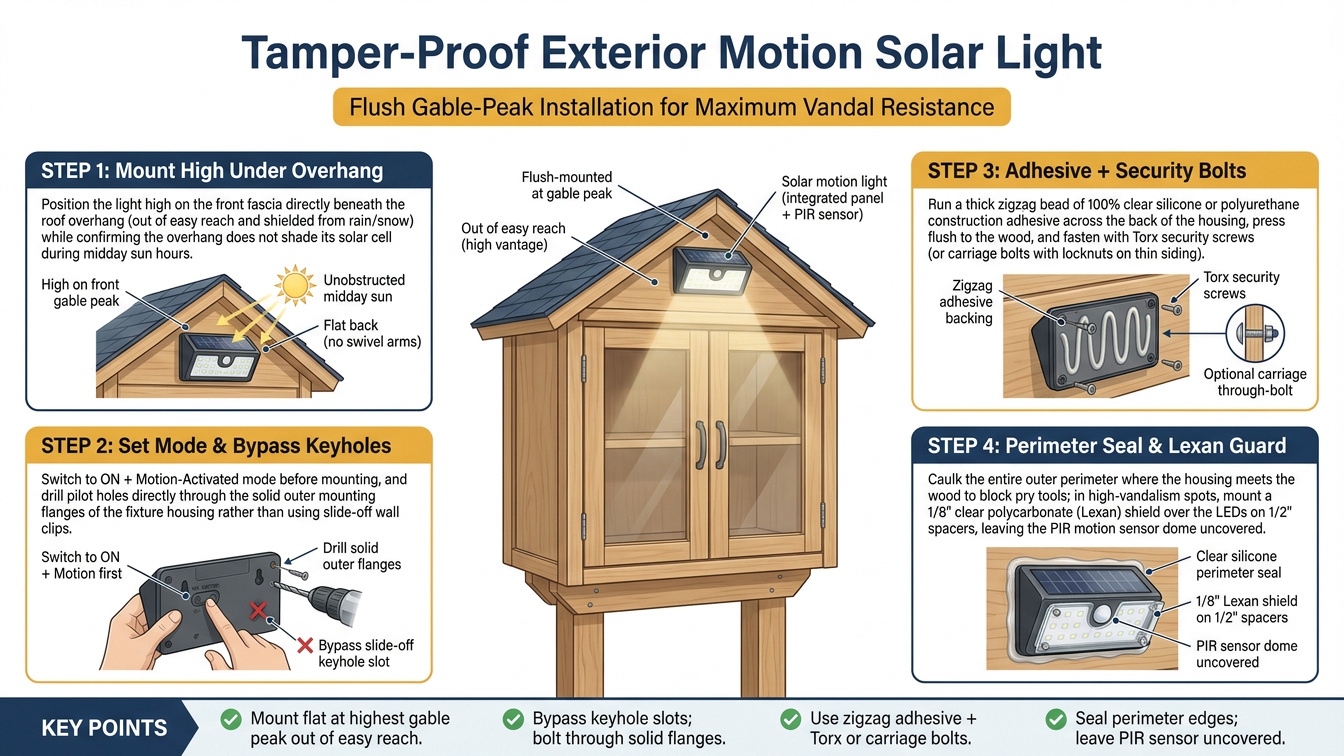 Tamper-Proof Exterior Motion Solar Light
Flush Gable-Peak Installation for Maximum Vandal Resistance
STEP 1: Mount High Under Overhang
Position the light high on the front fascia directly beneath the
roof overhang (out of easy reach and shielded from rain/snow)
while confirming the overhang does not shade its solar cell
during midday sun hours.
High on front
gable peak
Unobstructed
midday sun
Flat back
(no swivel arms)
STEP 2: Set Mode & Bypass Keyholes
Switch to ON + Motion-Activated mode before mounting, and
drill pilot holes directly through the solid outer mounting
flanges of the fixture housing rather than using slide-off wall
clips.
Switch to ON
+ Motion first
Drill solid
outer flanges
Bypass slide-off
keyhole slot
Flush-mounted
at gable peak
Out of easy reach
(high vantage)
Solar motion light
(integrated panel
+ PIR sensor)
STEP 3: Adhesive + Security Bolts
Run a thick zigzag bead of 100% clear silicone or polyurethane
construction adhesive across the back of the housing, press
flush to the wood, and fasten with Torx security screws
(or carriage bolts with locknuts on thin siding).
Zigzag
adhesive
backing
Torx security
screws
Optional carriage
through-bolt
STEP 4: Perimeter Seal & Lexan Guard
Caulk the entire outer perimeter where the housing meets the
wood to block pry tools; in high-vandalism spots, mount a
1/8" clear polycarbonate (Lexan) shield over the LEDs on 1/2"
spacers, leaving the PIR motion sensor dome uncovered.
Clear silicone
perimeter seal
1/8" Lexan shield
on 1/2" spacers
PIR sensor dome
uncovered
KEY POINTS
Mount flat at highest gable
peak out of easy reach.
Bypass keyhole slots;
bolt through solid flanges.
Use zigzag adhesive +
Torx or carriage bolts.
Seal perimeter edges;
leave PIR sensor uncovered.